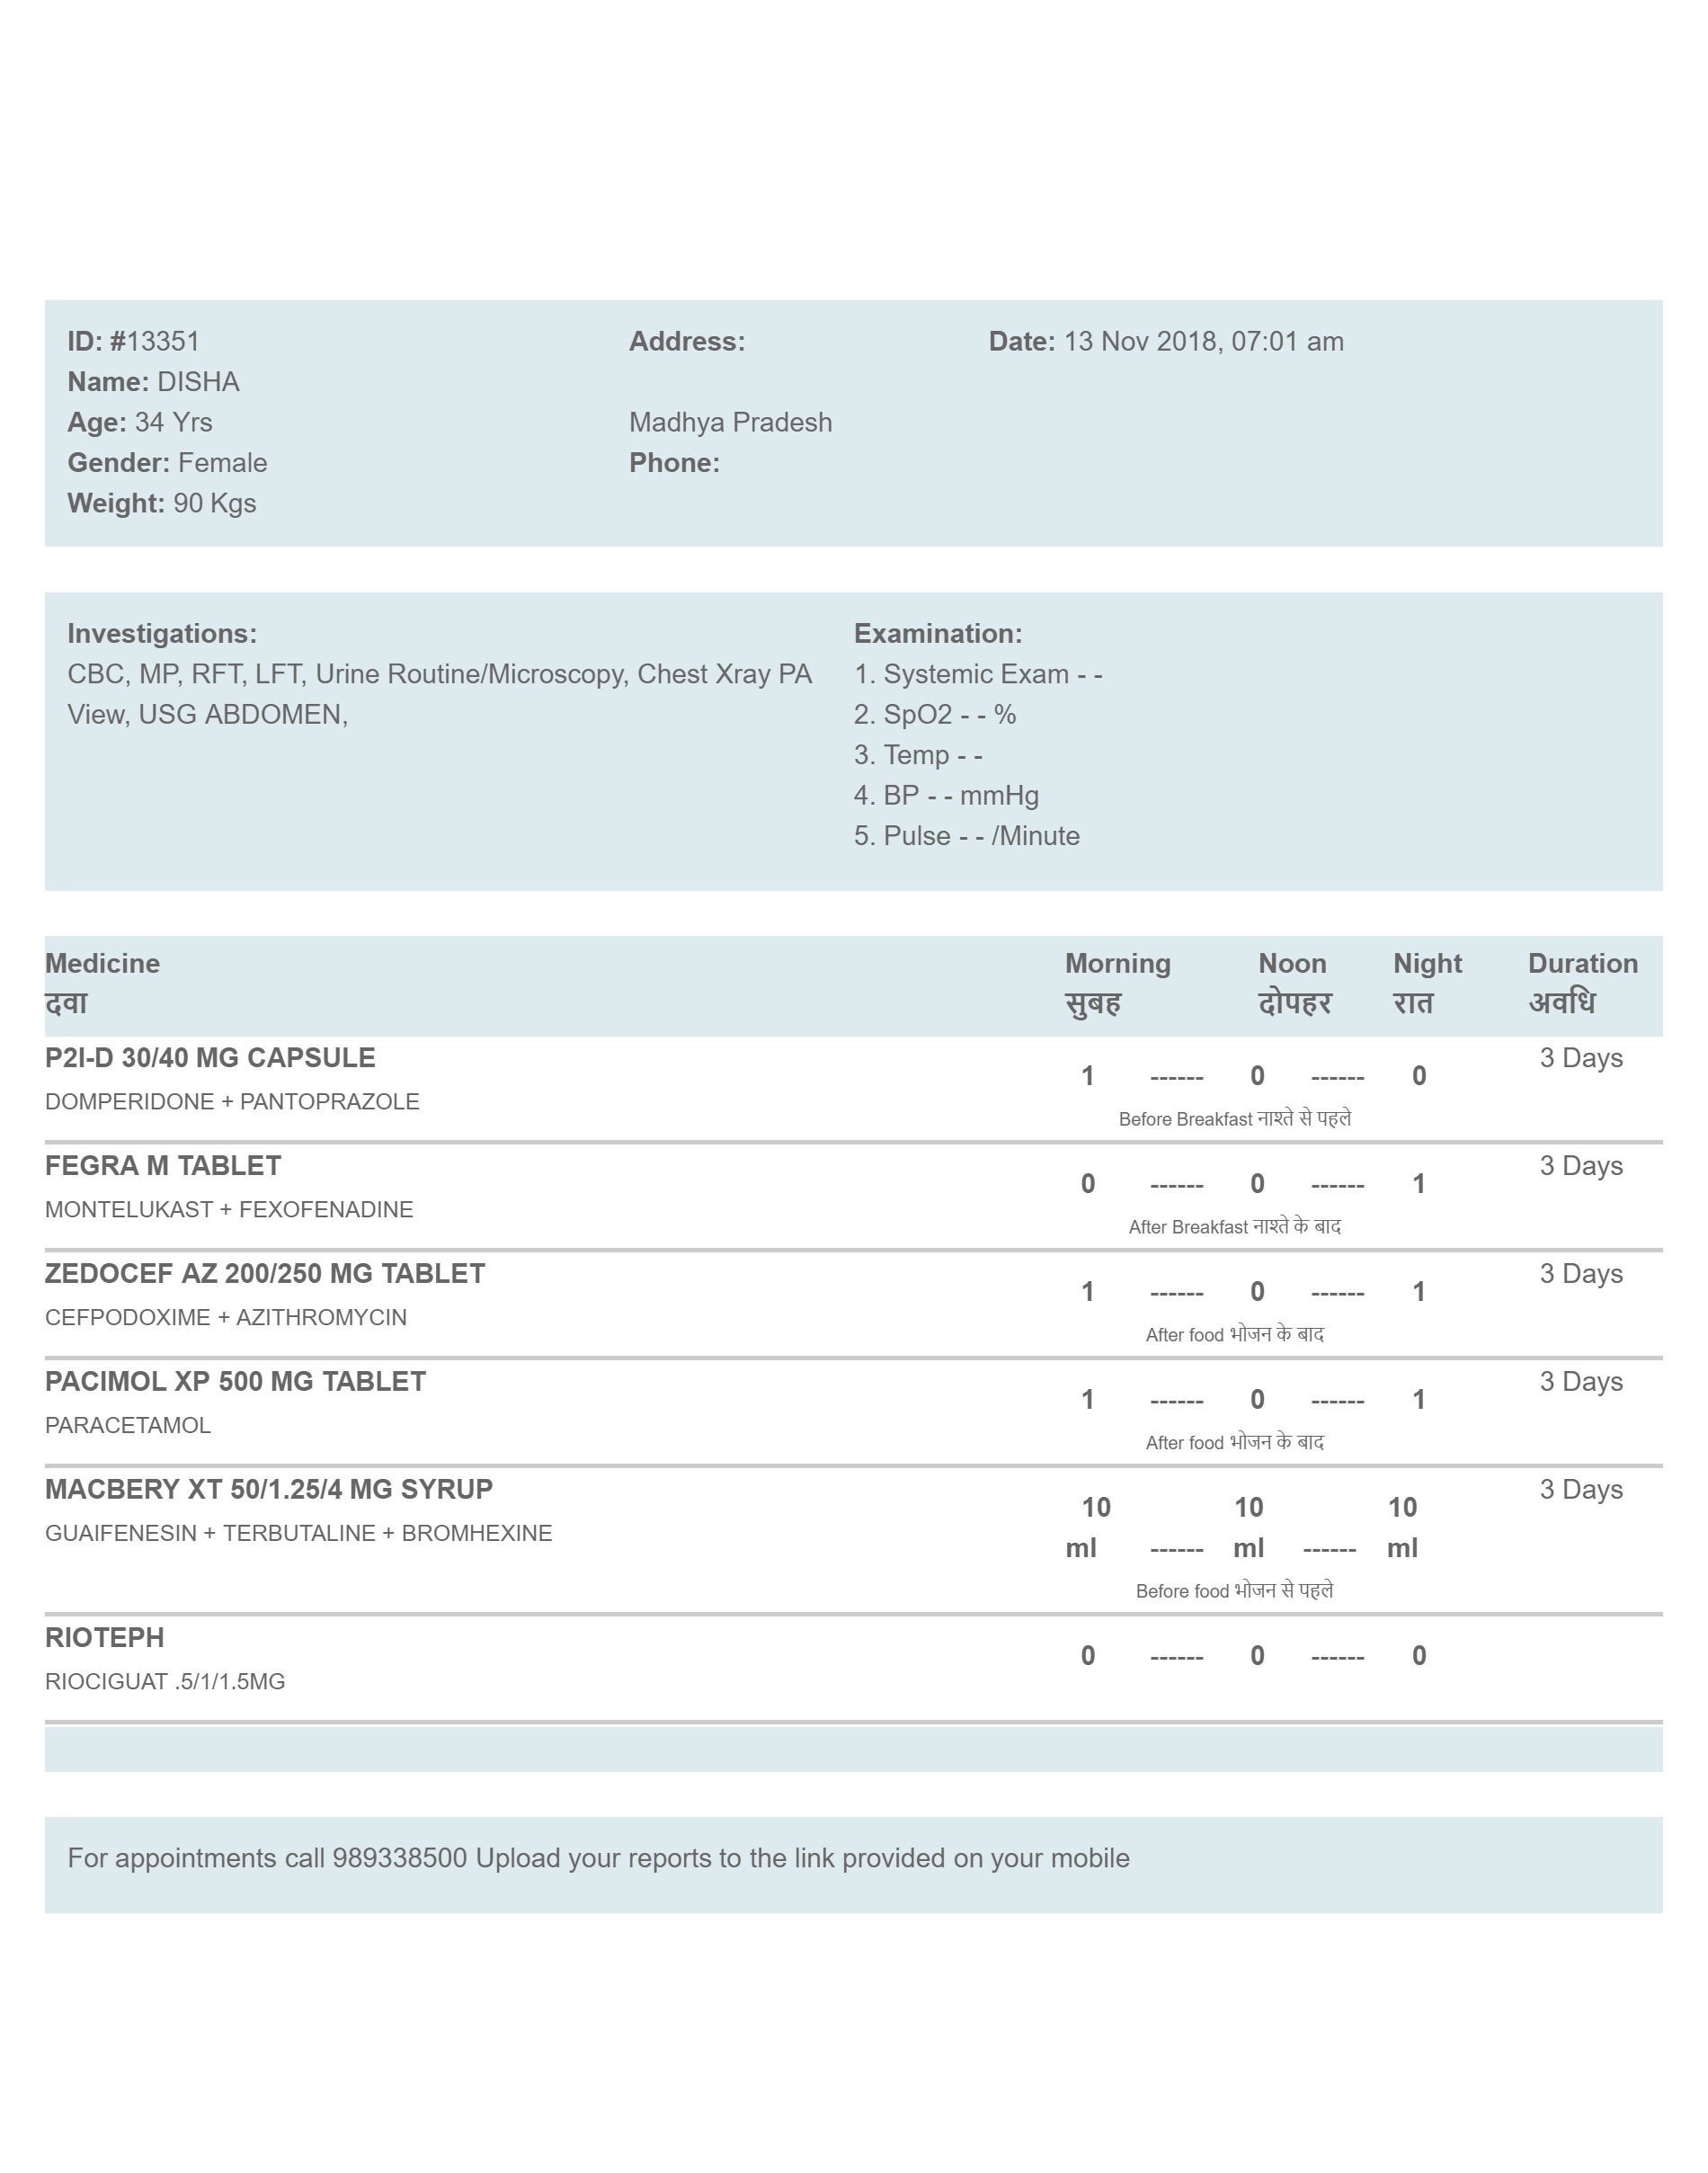 ID: #13351
Address:
Date: 13 Nov 2018, 07:01 am
Name: DISHA
Age: 34 Yrs
Madhya Pradesh
Gender: Female
Phone:
Weight: 90 Kgs
Investigations:
CBC, MP, RFT, LFT, Urine Routine/Microscopy, Chest Xray PA
View, USG ABDOMEN,
Examination:
1. Systemic Exam - -
2. SpO2 - - %
3. Temp - -
4. BP - - mmHg
5. Pulse - - /Minute
Medicine Morning Noon Night Duration
दवा सुबह दोपहर रात अवधि
P2I-D 30/40 MG CAPSULE 3 Days
1 ------ 0 ------ 0
DOMPERIDONE + PANTOPRAZOLE
Before Breakfast नाश्ते से पहले
FEGRA M TABLET 3 Days
0 ------ 0 ------ 1
MONTELUKAST + FEXOFENADINE
After Breakfast नाश्ते के बाद
ZEDOCEF AZ 200/250 MG TABLET 3 Days
1 ------ 0 ------ 1
CEFPODOXIME + AZITHROMYCIN
After food भोजन के बाद
PACIMOL XP 500 MG TABLET 3 Days
1 ------ 0 ------ 1
PARACETAMOL
After food भोजन के बाद
MACBERY XT 50/1.25/4 MG SYRUP 3 Days
10 10 10
GUAIFENESIN + TERBUTALINE + BROMHEXINE
ml ------ ml ------ ml
Before food भोजन से पहले
RIOTEPH
0 ------ 0 ------ 0
RIOCIGUAT .5/1/1.5MG
For appointments call 989338500 Upload your reports to the link provided on your mobile